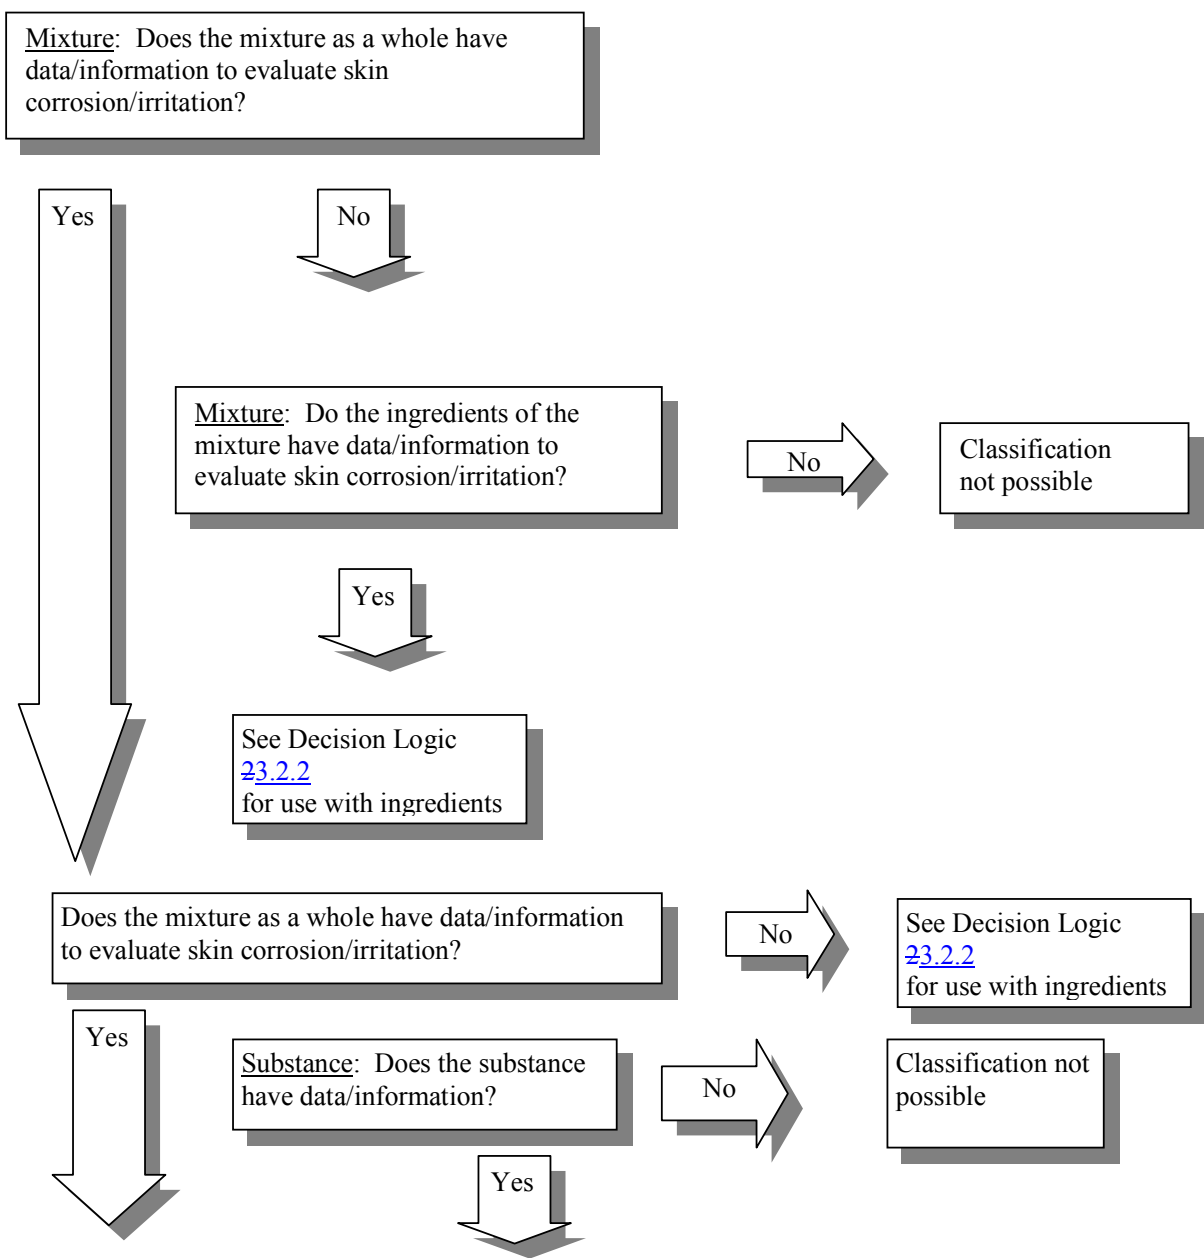 Mixture: Does the mixture as a whole have
data/information to evaluate skin
corrosion/irritation?
Yes
No
Mixture: Do the ingredients of the
mixture have data/information to
evaluate skin corrosion/irritation?
No
Classification
not possible
Yes
See Decision Logic
23.2.2
for use with ingredients
Does the mixture as a whole have data/information
to evaluate skin corrosion/irritation?
No
See Decision Logic
23.2.2
for use with ingredients
Yes
Substance: Does the substance
have data/information?
No
Classification not
possible
Yes